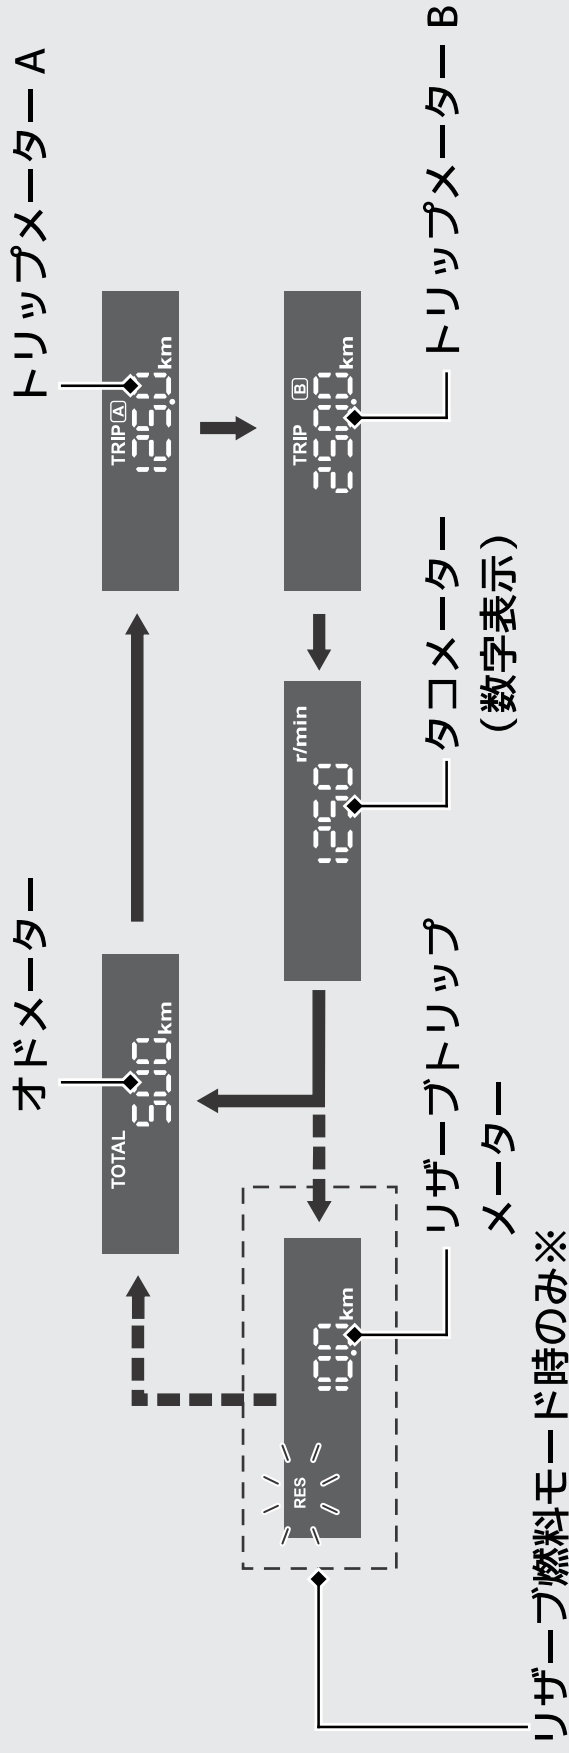 オドメーター
トリップメーター A
TOTAL
500 km
TRIP A
125.0 km
RES
10.0 km
r/min
1250
TRIP B
250.0 km
リザーブトリップ
メーター
タコメーター
(数字表示)
トリップメーター B
リザーブ燃料モード時のみ※